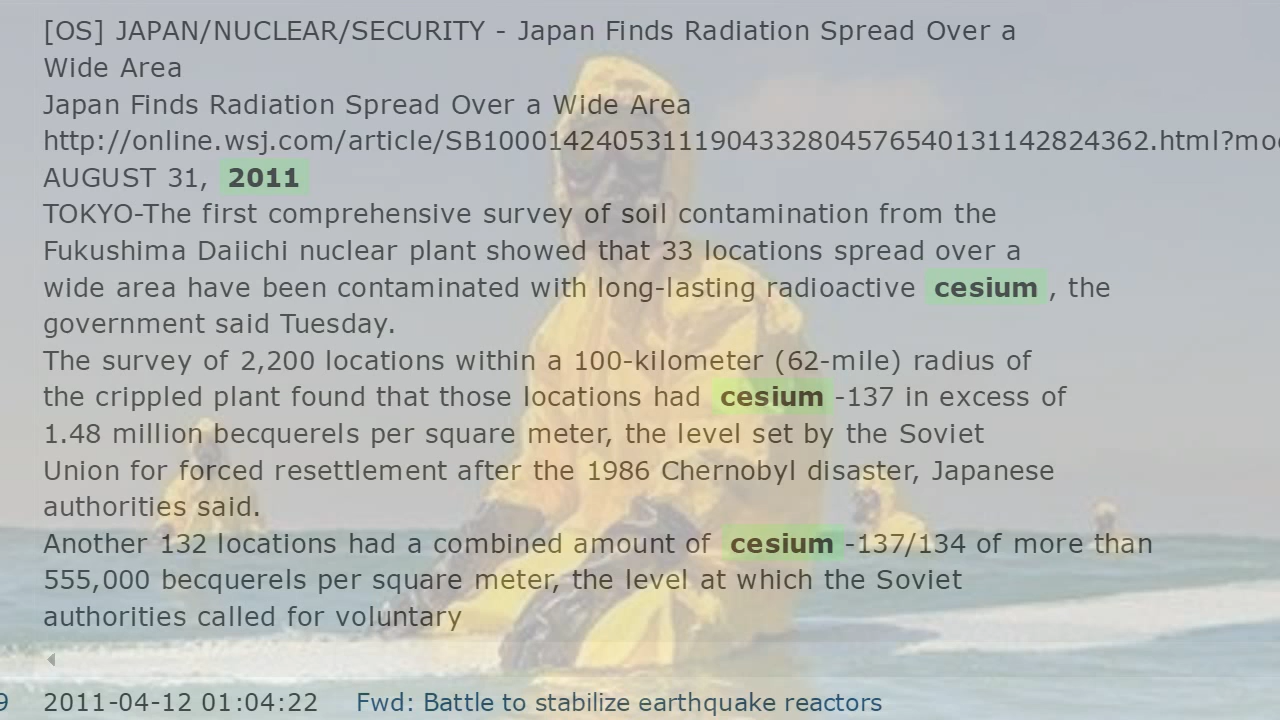 [OS] JAPAN/NUCLEAR/SECURITY - Japan Finds Radiation Spread Over a
Wide Area
Japan Finds Radiation Spread Over a Wide Area
http://online.wsj.com/article/SB10001424053111904332804576540131142824362.html?mo
AUGUST 31, 2011
TOKYO-The first comprehensive survey of soil contamination from the
Fukushima Daiichi nuclear plant showed that 33 locations spread over a
wide area have been contaminated with long-lasting radioactive cesium , the
government said Tuesday.
The survey of 2,200 locations within a 100-kilometer (62-mile) radius of
the crippled plant found that those locations had cesium -137 in excess of
1.48 million becquerels per square meter, the level set by the Soviet
Union for forced resettlement after the 1986 Chernobyl disaster, Japanese
authorities said.
Another 132 locations had a combined amount of cesium -137/134 of more than
555,000 becquerels per square meter, the level at which the Soviet
authorities called for voluntary
9 2011-04-12 01:04:22 Fwd: Battle to stabilize earthquake reactors